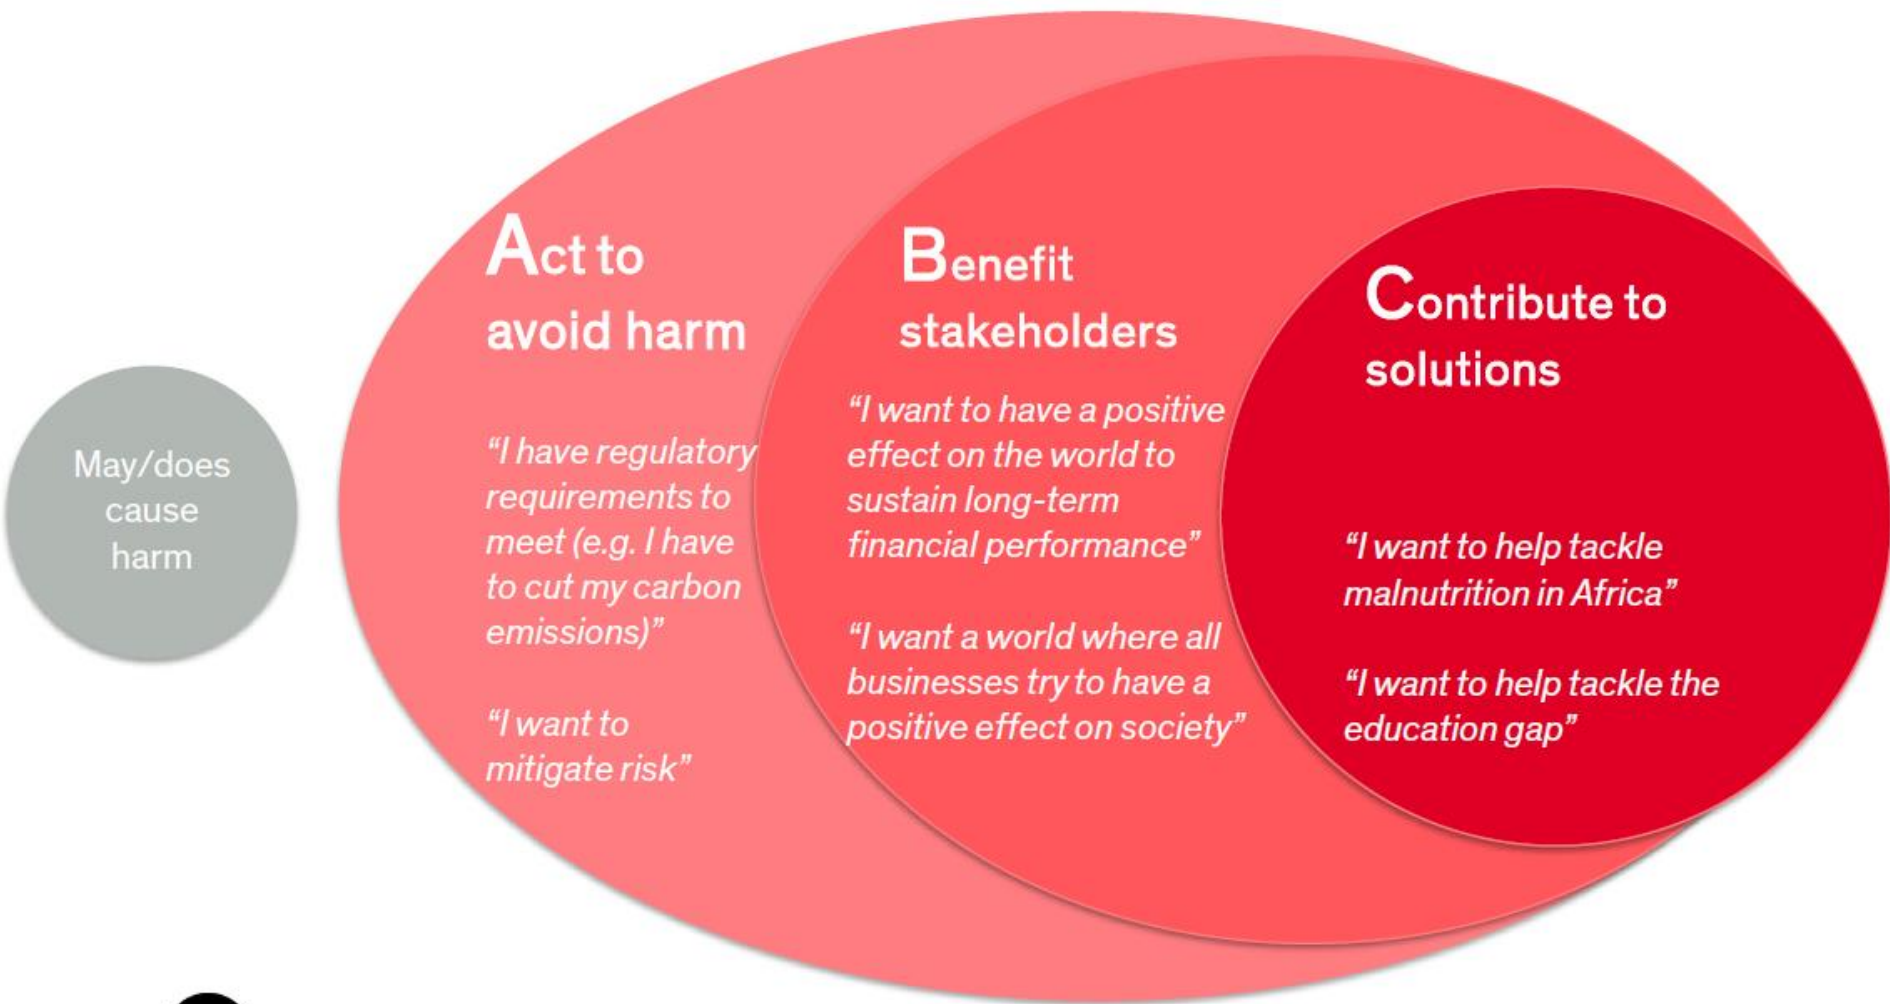 May/does
cause
harm
Act to
avoid harm
“I have regulatory
requirements to
meet (e.g. I have
to cut my carbon
emissions)”
“I want to
mitigate risk”
Benefit
stakeholders
“I want to have a positive
effect on the world to
sustain long-term
financial performance”
“I want a world where all
businesses try to have a
positive effect on society”
Contribute to
solutions
“I want to help tackle
malnutrition in Africa”
“I want to help tackle the
education gap”